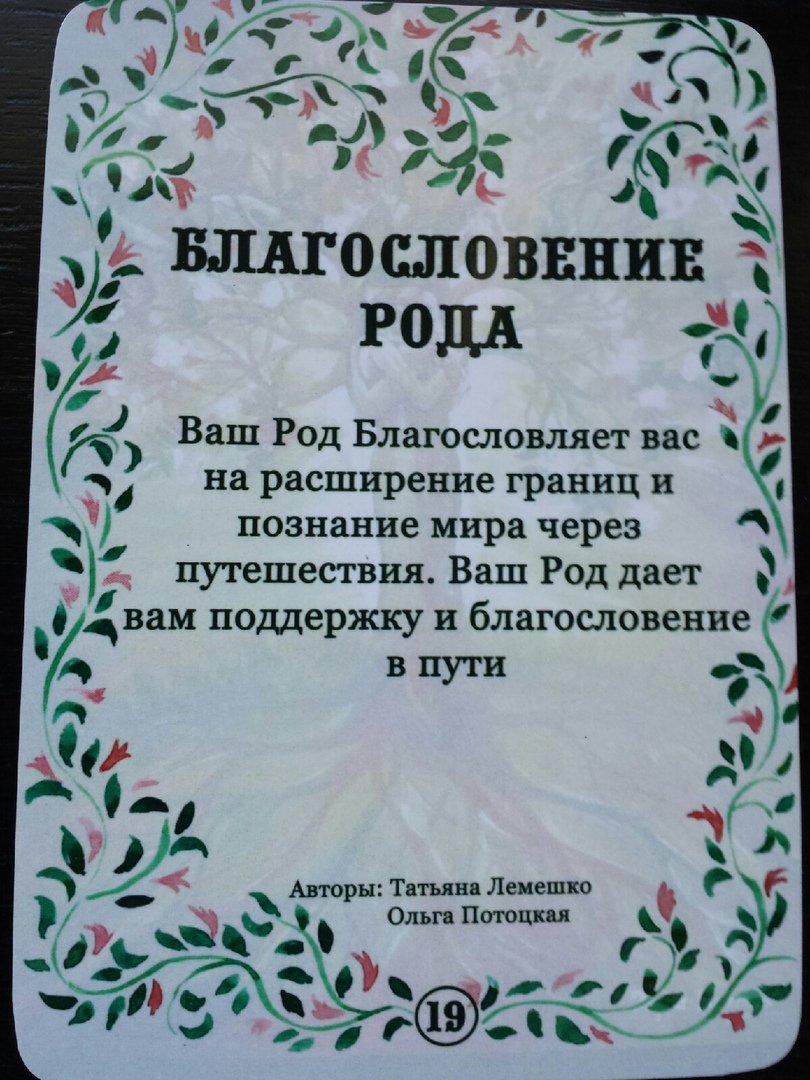 БЛАГОСЛОВЕНИЕ
РОДА
Ваш Род Благословляет вас
на расширение границ и
познание мира через
путешествия. Ваш Род дает
вам поддержку и благословение
в пути
Авторы: Татьяна Лемешко
Ольга Потоцкая
19